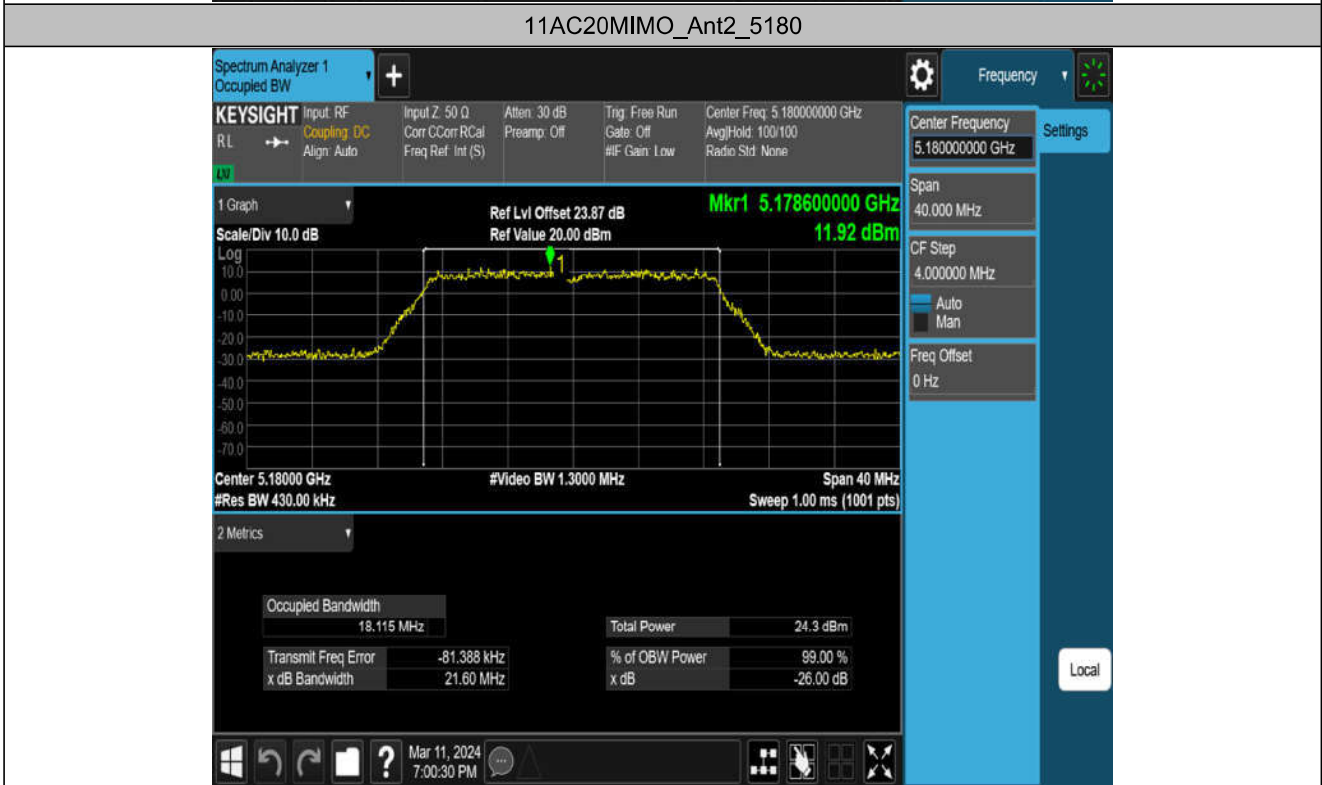 11AC20MIMO_Ant2_5180
Spectrum Analyzer 1
Occupied BW
+
Frequency
KEYSIGHT
RL
LXI
Input: RF
Coupling: DC
Align: Auto
Input Z: 50 Ω
Corr CCorr RCal
Freq Ref: Int (S)
Atten: 30 dB
Preamp: Off
Trig: Free Run
Gate: Off
#IF Gain: Low
Center Freq: 5.180000000 GHz
Avg|Hold: 100/100
Radio Std: None
Center Frequency
5.180000000 GHz
Settings
Span
40.000 MHz
CF Step
4.000000 MHz
Auto
Man
Freq Offset
0 Hz
Local
1 Graph
Scale/Div 10.0 dB
Ref Lvl Offset 23.87 dB
Ref Value 20.00 dBm
Mkr1 5.178600000 GHz
11.92 dBm
Log
1
10.0
0.00
-10.0
-20.0
-30.0
-40.0
-50.0
-60.0
-70.0
Center 5.18000 GHz
#Video BW 1.3000 MHz
Span 40 MHz
#Res BW 430.00 kHz
Sweep 1.00 ms (1001 pts)
2 Metrics
Occupied Bandwidth
18.115 MHz
Total Power 24.3 dBm
Transmit Freq Error -81.388 kHz
% of OBW Power 99.00 %
x dB Bandwidth 21.60 MHz
x dB -26.00 dB
?
Mar 11, 2024
7:00:30 PM